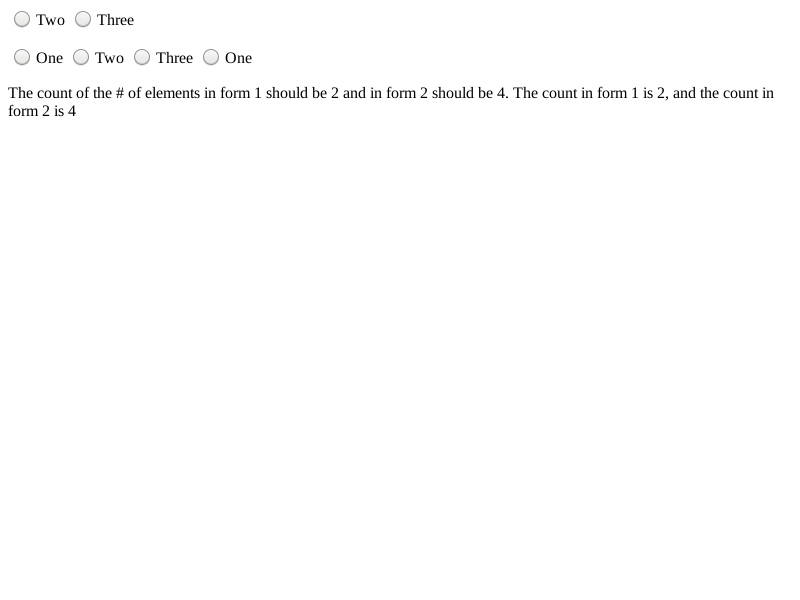 Two Three
One Two Three One
The count of the # of elements in form 1 should be 2 and in form 2 should be 4. The count in form 1 is 2, and the count in
form 2 is 4